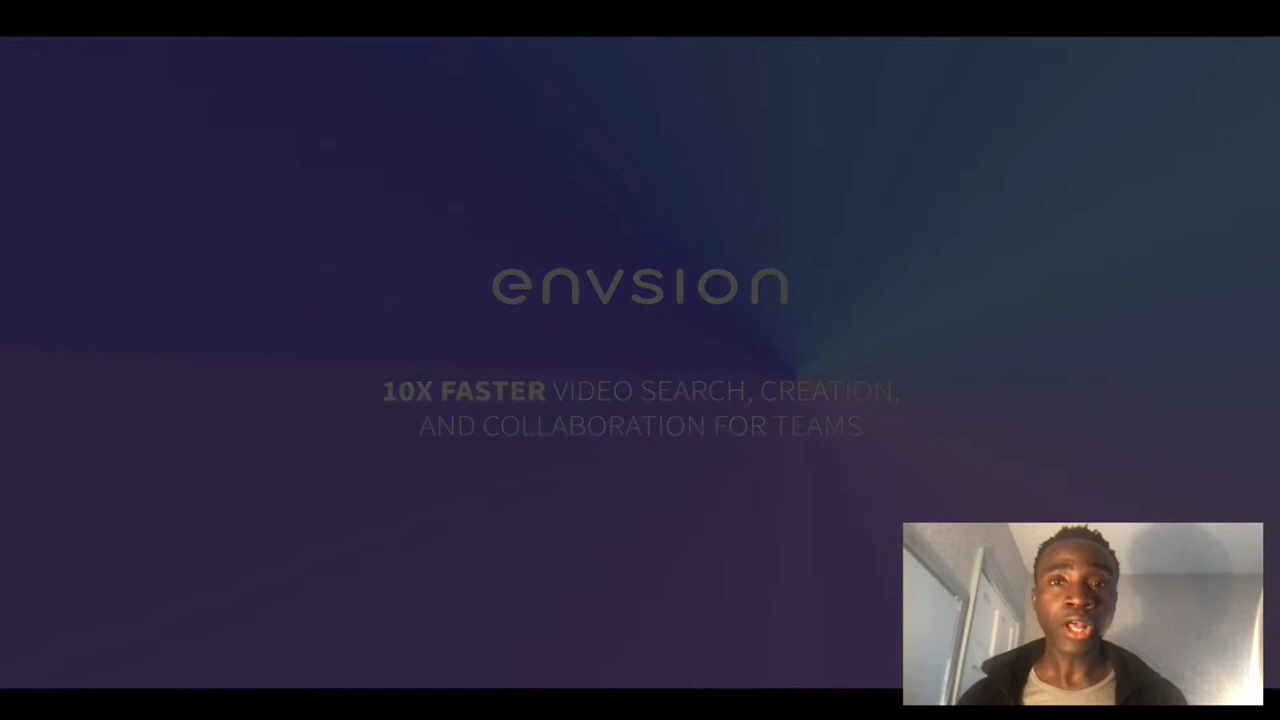 envsion
10X FASTER VIDEO SEARCH, CREATION,
AND COLLABORATION FOR TEAMS